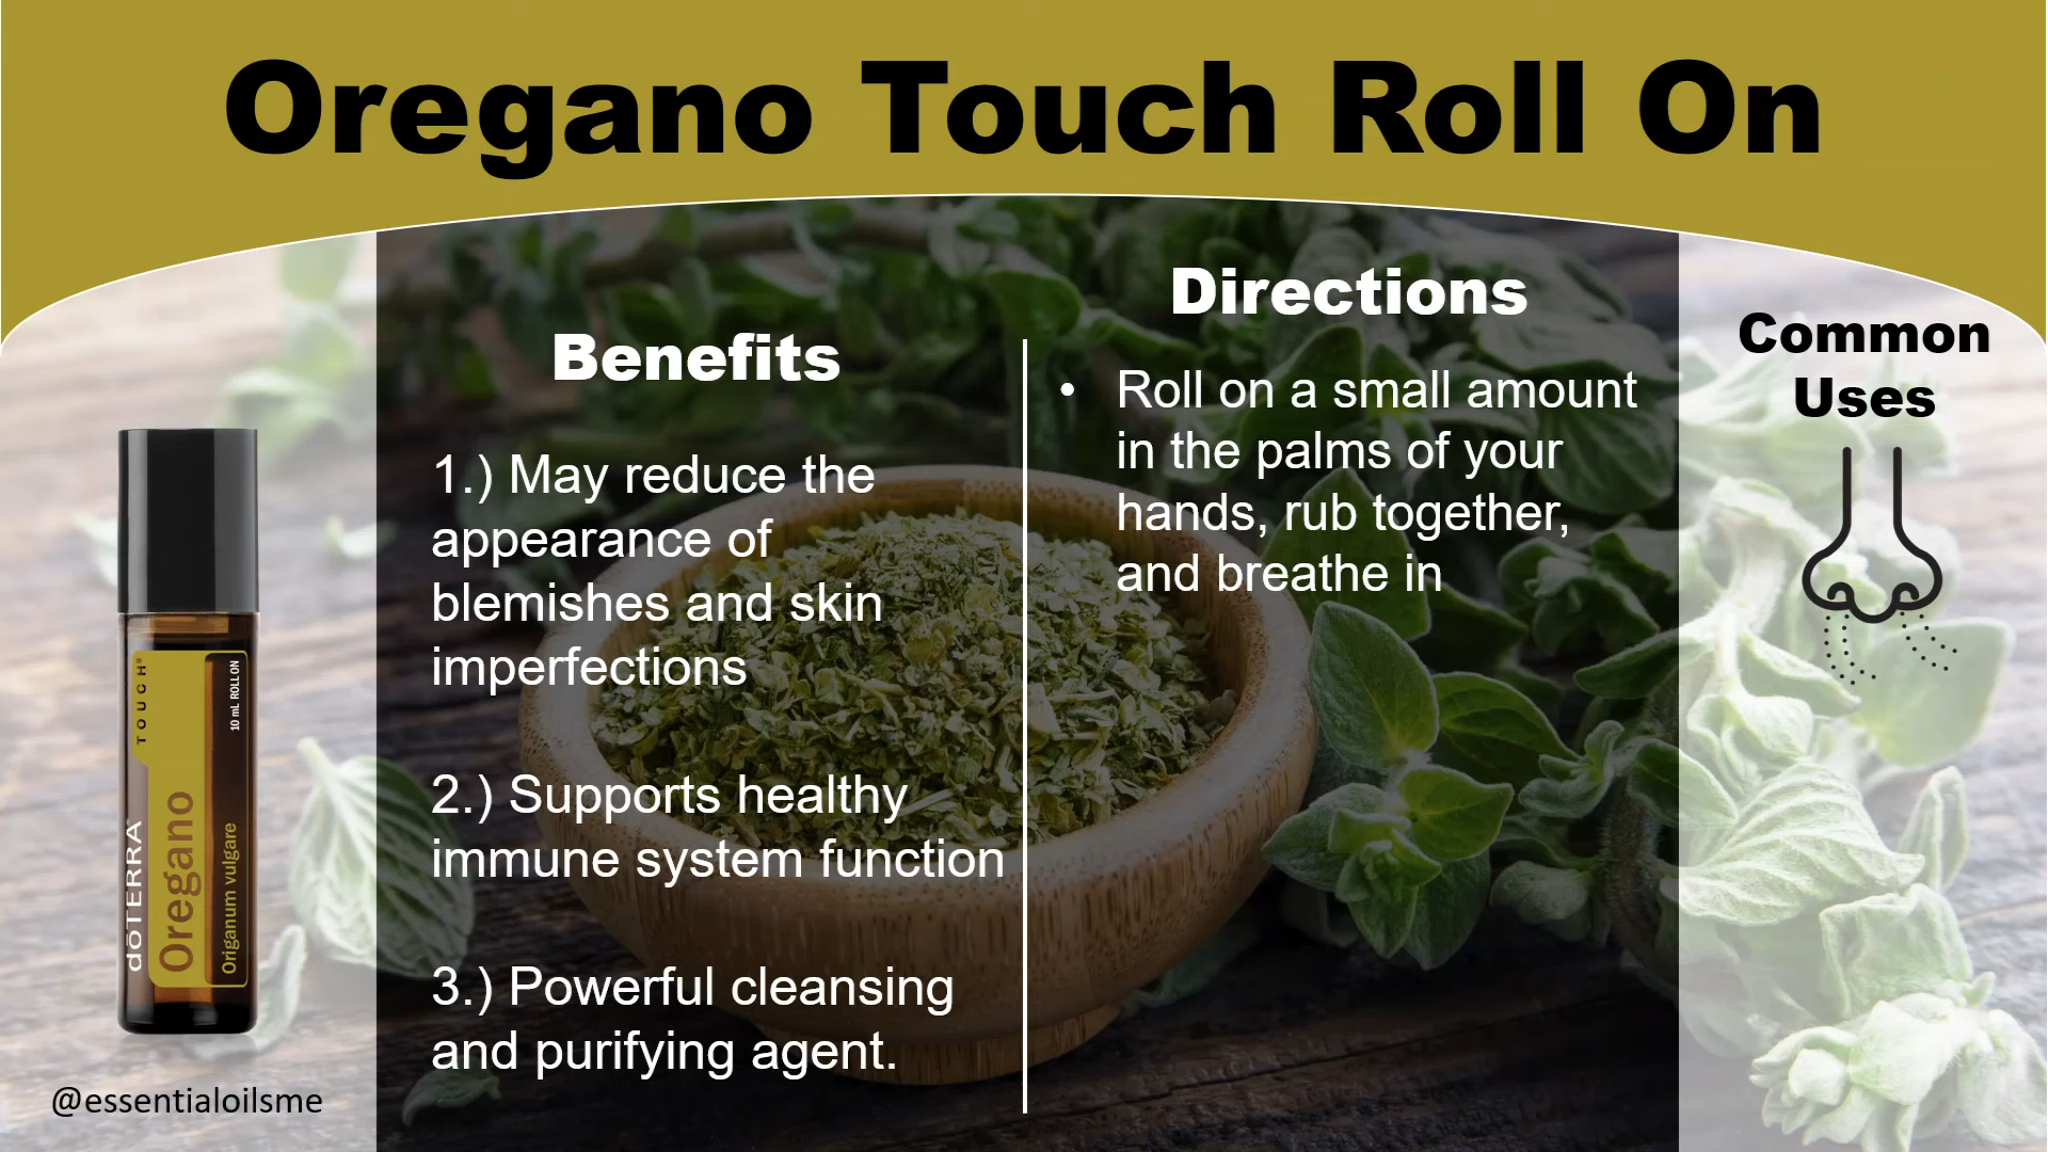 Oregano Touch Roll On
Benefits
1.) May reduce the
appearance of
blemishes and skin
imperfections
2.) Supports healthy
immune system function
3.) Powerful cleansing
and purifying agent.
Directions
• Roll on a small amount
in the palms of your
hands, rub together,
and breathe in
Common
Uses
dōTERRA
TOUCH®
Oregano
Origanum vulgare
10 mL ROLL ON
@essentialoilsme